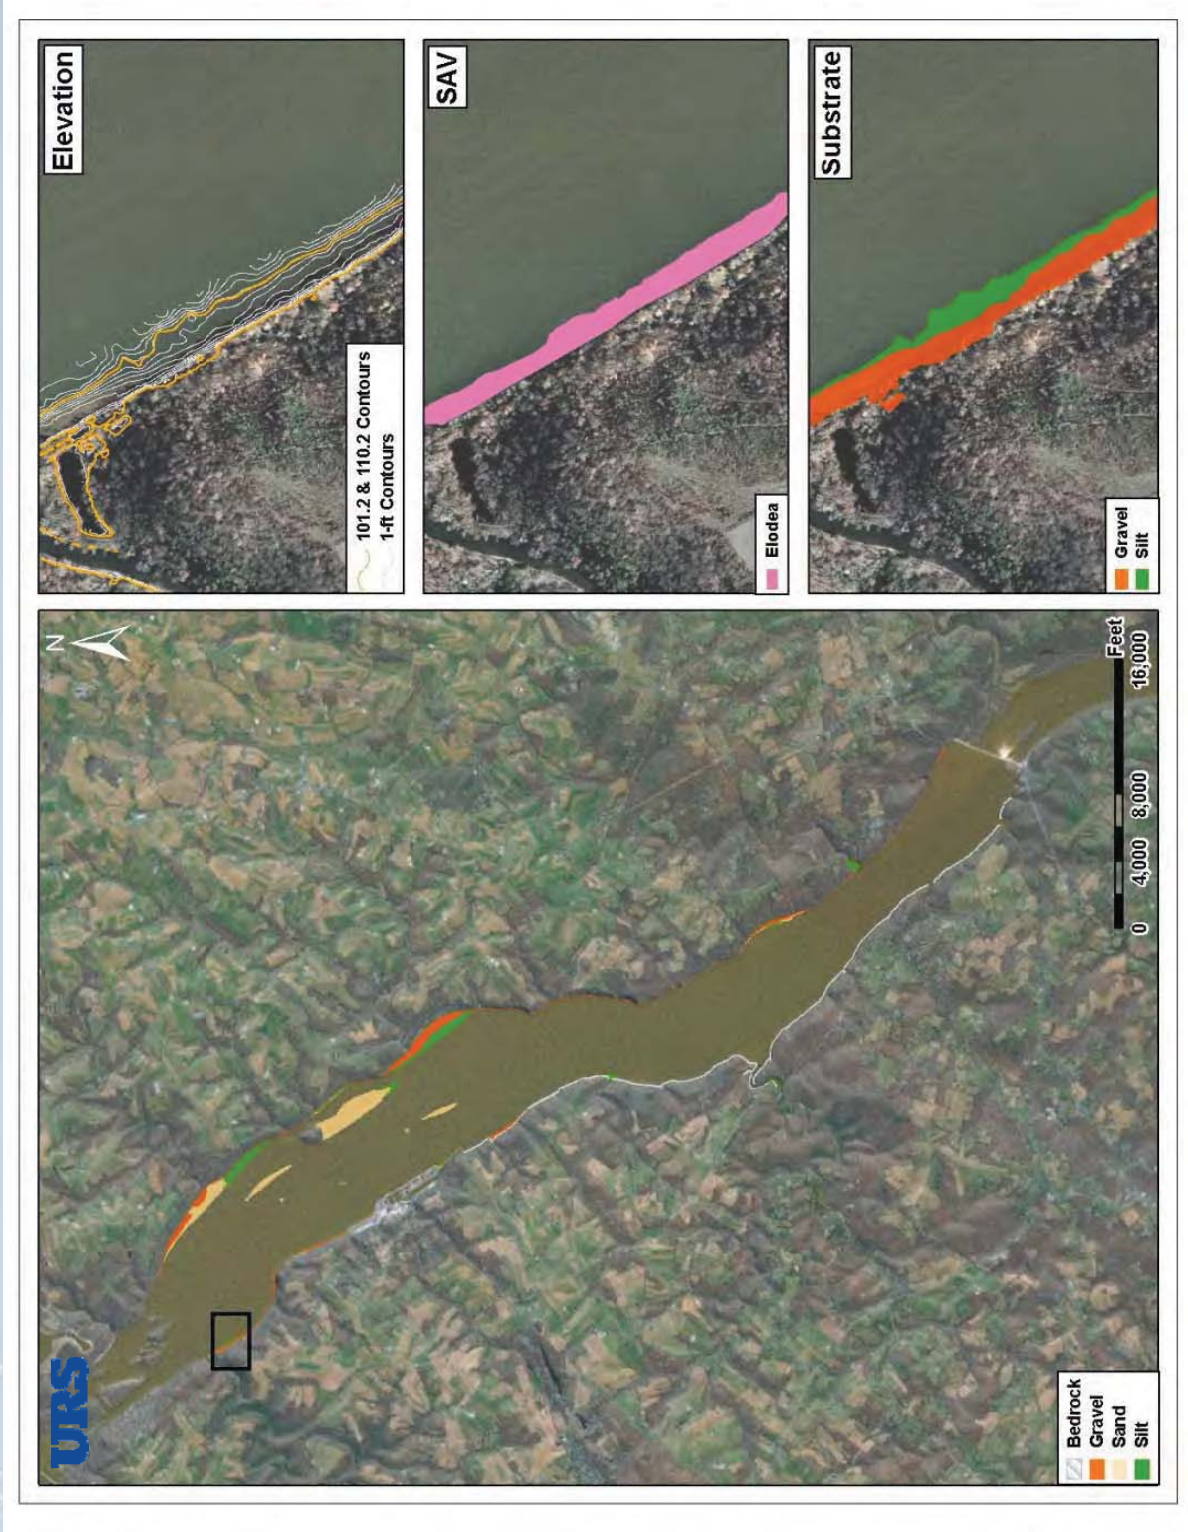 URS
N
Bedrock
Gravel
Sand
Silt
0 4,000 8,000 16,000
Feet
Elevation
101.2 & 110.2 Contours
1-ft Contours
SAV
Elodea
Substrate
Gravel
Silt